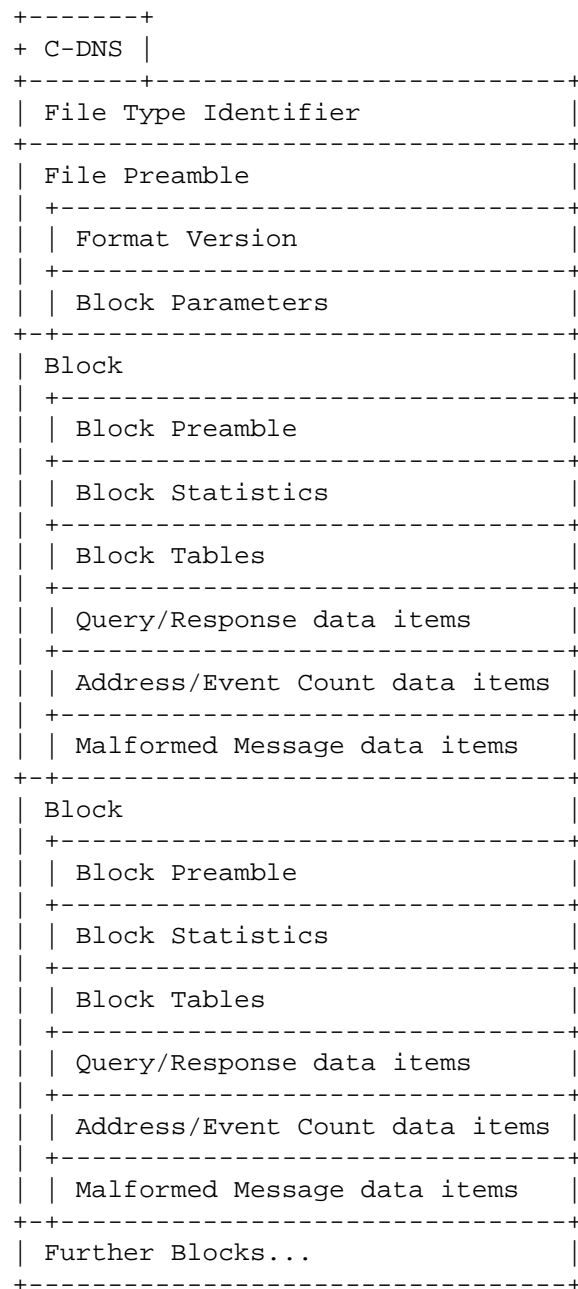 +-------+
+ C-DNS |
+-------+--------------------------+
| File Type Identifier             |
+----------------------------------+
| File Preamble                    |
| +--------------------------------+
| | Format Version                 |
| +--------------------------------+
| | Block Parameters               |
+-+--------------------------------+
| Block                            |
| +--------------------------------+
| | Block Preamble                 |
| +--------------------------------+
| | Block Statistics               |
| +--------------------------------+
| | Block Tables                   |
| +--------------------------------+
| | Query/Response data items      |
| +--------------------------------+
| | Address/Event Count data items |
| +--------------------------------+
| | Malformed Message data items   |
+-+--------------------------------+
| Block                            |
| +--------------------------------+
| | Block Preamble                 |
| +--------------------------------+
| | Block Statistics               |
| +--------------------------------+
| | Block Tables                   |
| +--------------------------------+
| | Query/Response data items      |
| +--------------------------------+
| | Address/Event Count data items |
| +--------------------------------+
| | Malformed Message data items   |
+-+--------------------------------+
| Further Blocks...                |
+----------------------------------+